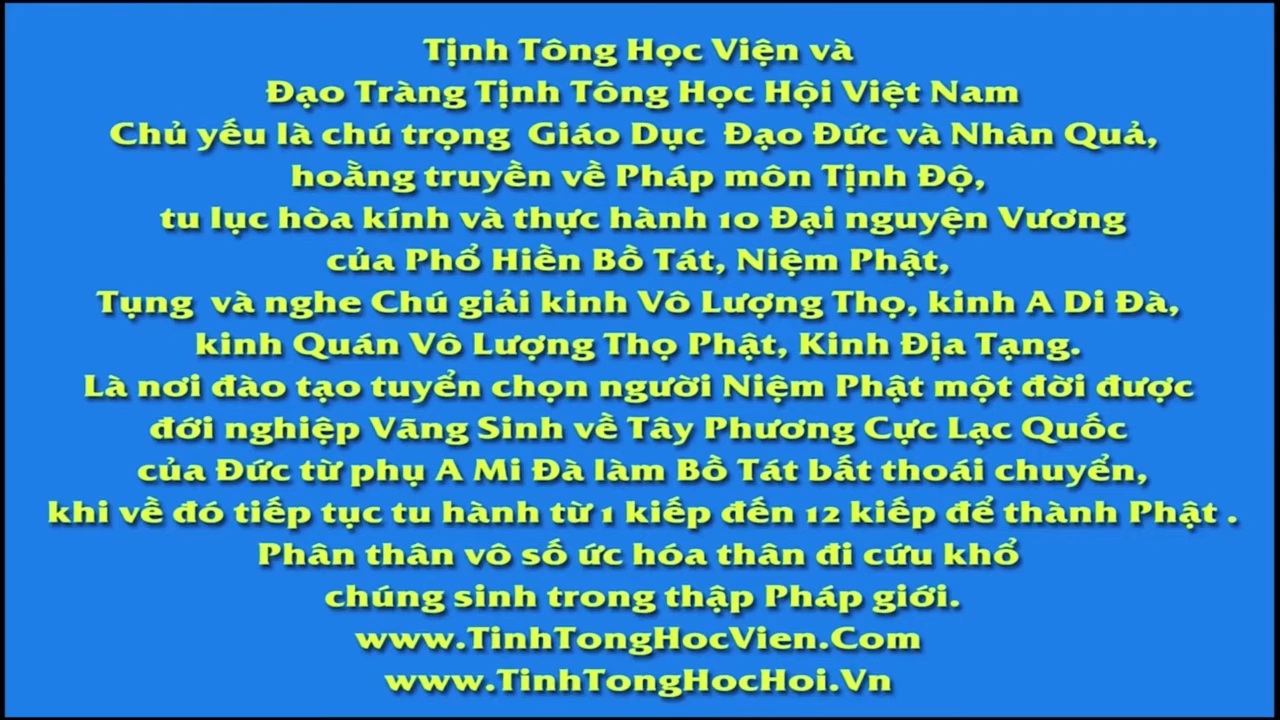 Tịnh Tông Học Viện và
Đạo Tràng Tịnh Tông Học Hội Việt Nam
Chủ yếu là chú trọng Giáo Dục Đạo Đức và Nhân Quả,
hoằng truyền về Pháp môn Tịnh Độ,
tu lục hòa kính và thực hành 10 Đại nguyện Vương
của Phổ Hiền Bồ Tát, Niệm Phật,
Tụng và nghe Chú giải kinh Vô Lượng Thọ, kinh A Di Đà,
kinh Quán Vô Lượng Thọ Phật, Kinh Địa Tạng.
Là nơi đào tạo tuyển chọn người Niệm Phật một đời được
đới nghiệp Vãng Sinh về Tây Phương Cực Lạc Quốc
của Đức từ phụ A Mi Đà làm Bồ Tát bất thoái chuyển,
khi về đó tiếp tục tu hành từ 1 kiếp đến 12 kiếp để thành Phật .
Phân thân vô số ức hóa thân đi cứu khổ
chúng sinh trong thập Pháp giới.
www.TinhTongHocVien.Com
www.TinhTongHocHoi.Vn